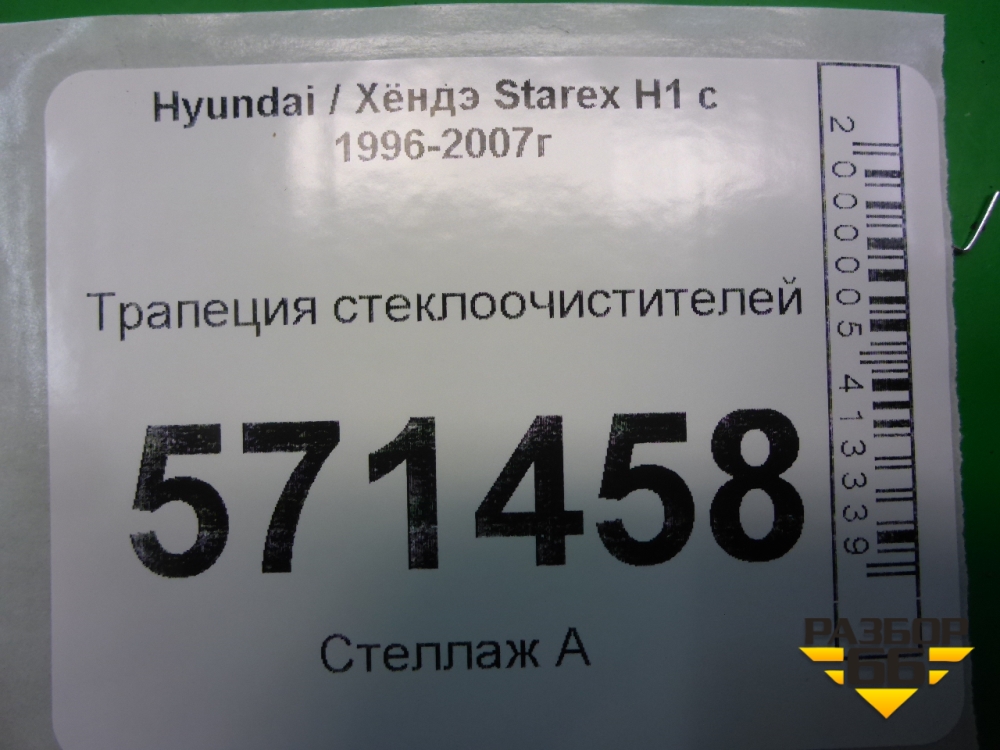 Hyundai / Хёндэ Starex H1 с
1996-2007г
Трапеция стеклоочистителей
571458
Стеллаж А
2000005413339
РАЗБОР
66